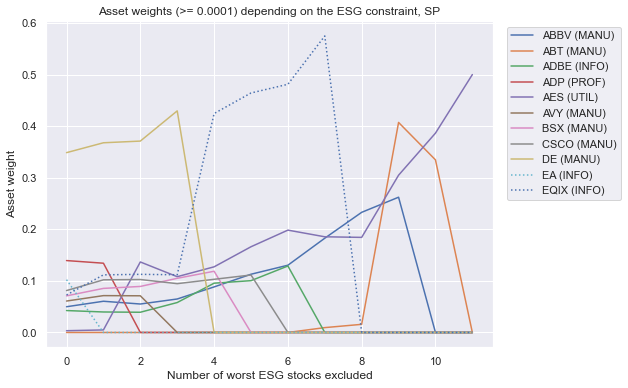 Asset weights (>= 0.0001) depending on the ESG constraint, SP
0.6
0.5
0.4
0.3
0.2
0.1
0.0
Asset weight
0 2 4 6 8 10
Number of worst ESG stocks excluded
ABBV (MANU)
ABT (MANU)
ADBE (INFO)
ADP (PROF)
AES (UTIL)
AVY (MANU)
BSX (MANU)
CSCO (MANU)
DE (MANU)
EA (INFO)
EQIX (INFO)